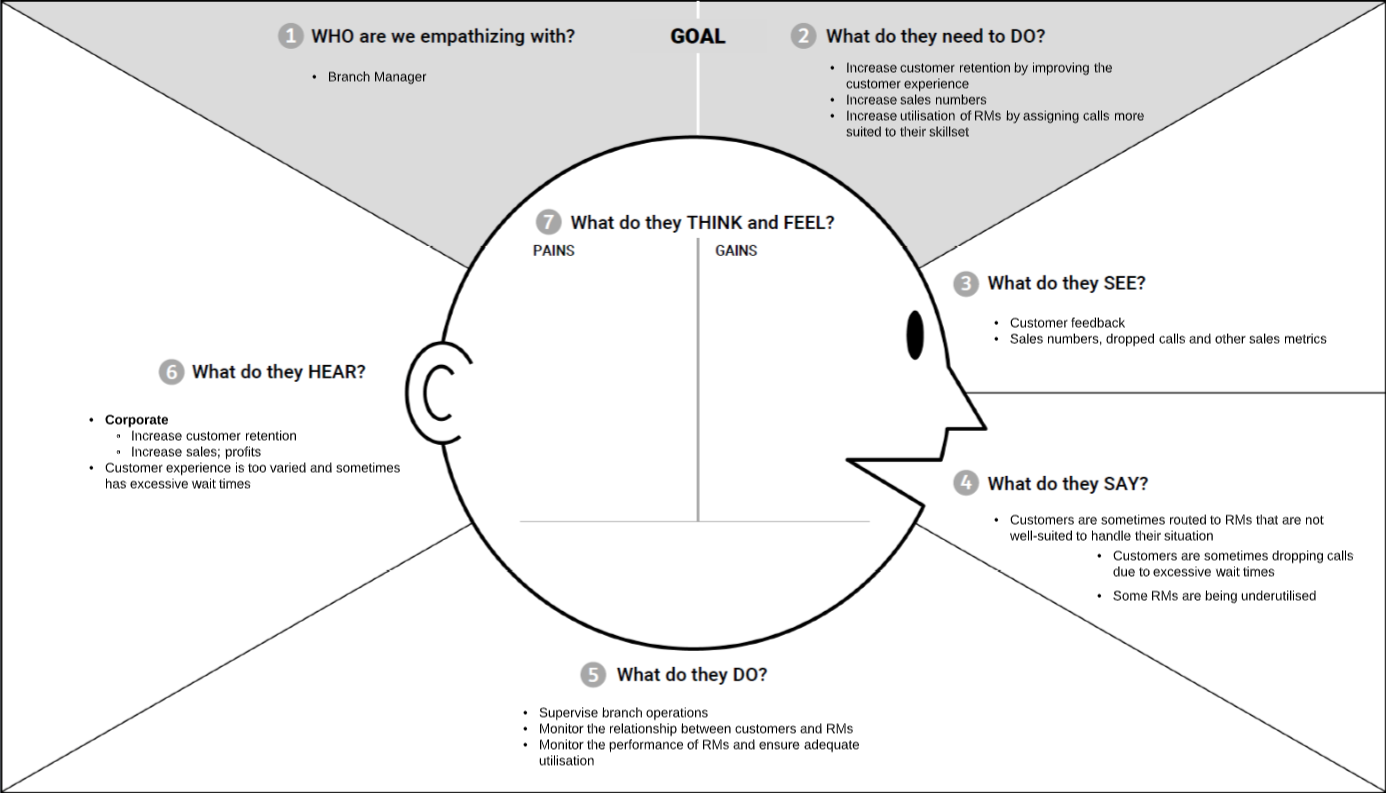 1 WHO are we empathizing with?
• Branch Manager
GOAL
2 What do they need to DO?
• Increase customer retention by improving the
customer experience
• Increase sales numbers
• Increase utilisation of RMs by assigning calls more
suited to their skillset
7 What do they THINK and FEEL?
PAINS
GAINS
3 What do they SEE?
• Customer feedback
• Sales numbers, dropped calls and other sales metrics
4 What do they SAY?
• Customers are sometimes routed to RMs that are not
well-suited to handle their situation
• Customers are sometimes dropping calls
due to excessive wait times
• Some RMs are being underutilised
5 What do they DO?
• Supervise branch operations
• Monitor the relationship between customers and RMs
• Monitor the performance of RMs and ensure adequate
utilisation
6 What do they HEAR?
• Corporate
∘ Increase customer retention
∘ Increase sales; profits
• Customer experience is too varied and sometimes
has excessive wait times